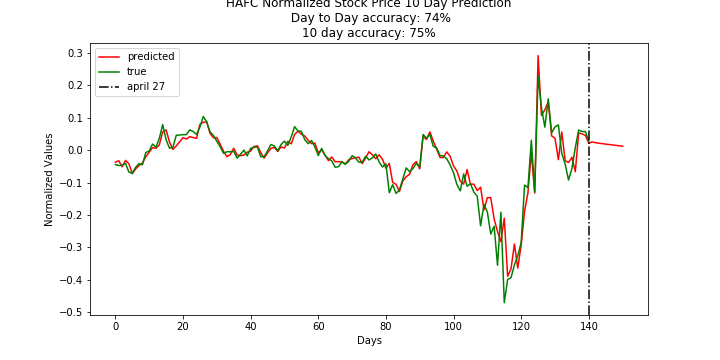 HAFC Normalized Stock Price 10 Day Prediction
Day to Day accuracy: 74%
10 day accuracy: 75%
predicted
true
april 27
Normalized Values
0.3
0.2
0.1
0.0
−0.1
−0.2
−0.3
−0.4
−0.5
0 20 40 60 80 100 120 140
Days